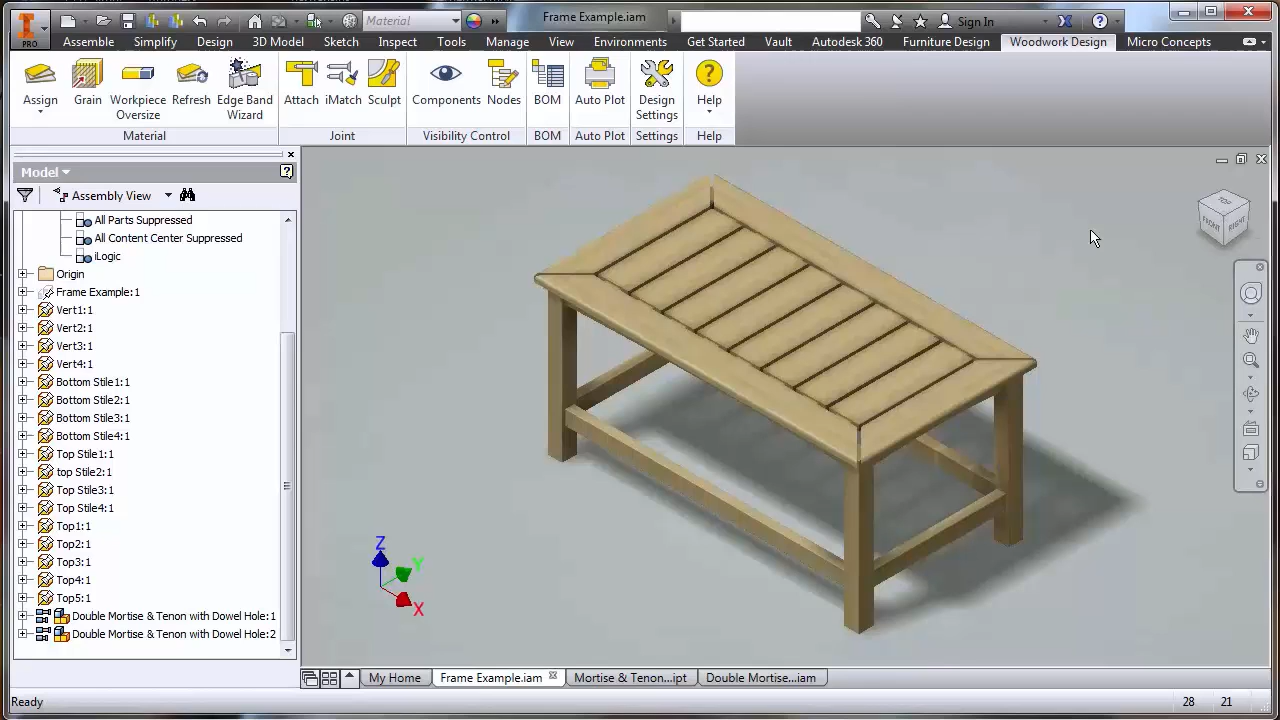 Material
Frame Example.iam
Sign In
PRO
Assemble Simplify Design 3D Model Sketch Inspect Tools Manage View Environments Get Started Vault Autodesk 360 Furniture Design Woodwork Design Micro Concepts
Assign Grain Workpiece Oversize Refresh Edge Band Wizard Attach iMatch Sculpt Components Nodes BOM Auto Plot Design Settings Help
Material Joint Visibility Control BOM Auto Plot Settings Help
Model
Assembly View
All Parts Suppressed
All Content Center Suppressed
iLogic
Origin
Frame Example:1
Vert1:1
Vert2:1
Vert3:1
Vert4:1
Bottom Stile1:1
Bottom Stile2:1
Bottom Stile3:1
Bottom Stile4:1
Top Stile1:1
top Stile2:1
Top Stile3:1
Top Stile4:1
Top1:1
Top2:1
Top3:1
Top4:1
Top5:1
Double Mortise & Tenon with Dowel Hole:1
Double Mortise & Tenon with Dowel Hole:2
TOP
FRONT RIGHT
Z
Y
X
My Home Frame Example.iam Mortise & Tenon...ipt Double Mortise...iam
Ready 28 21